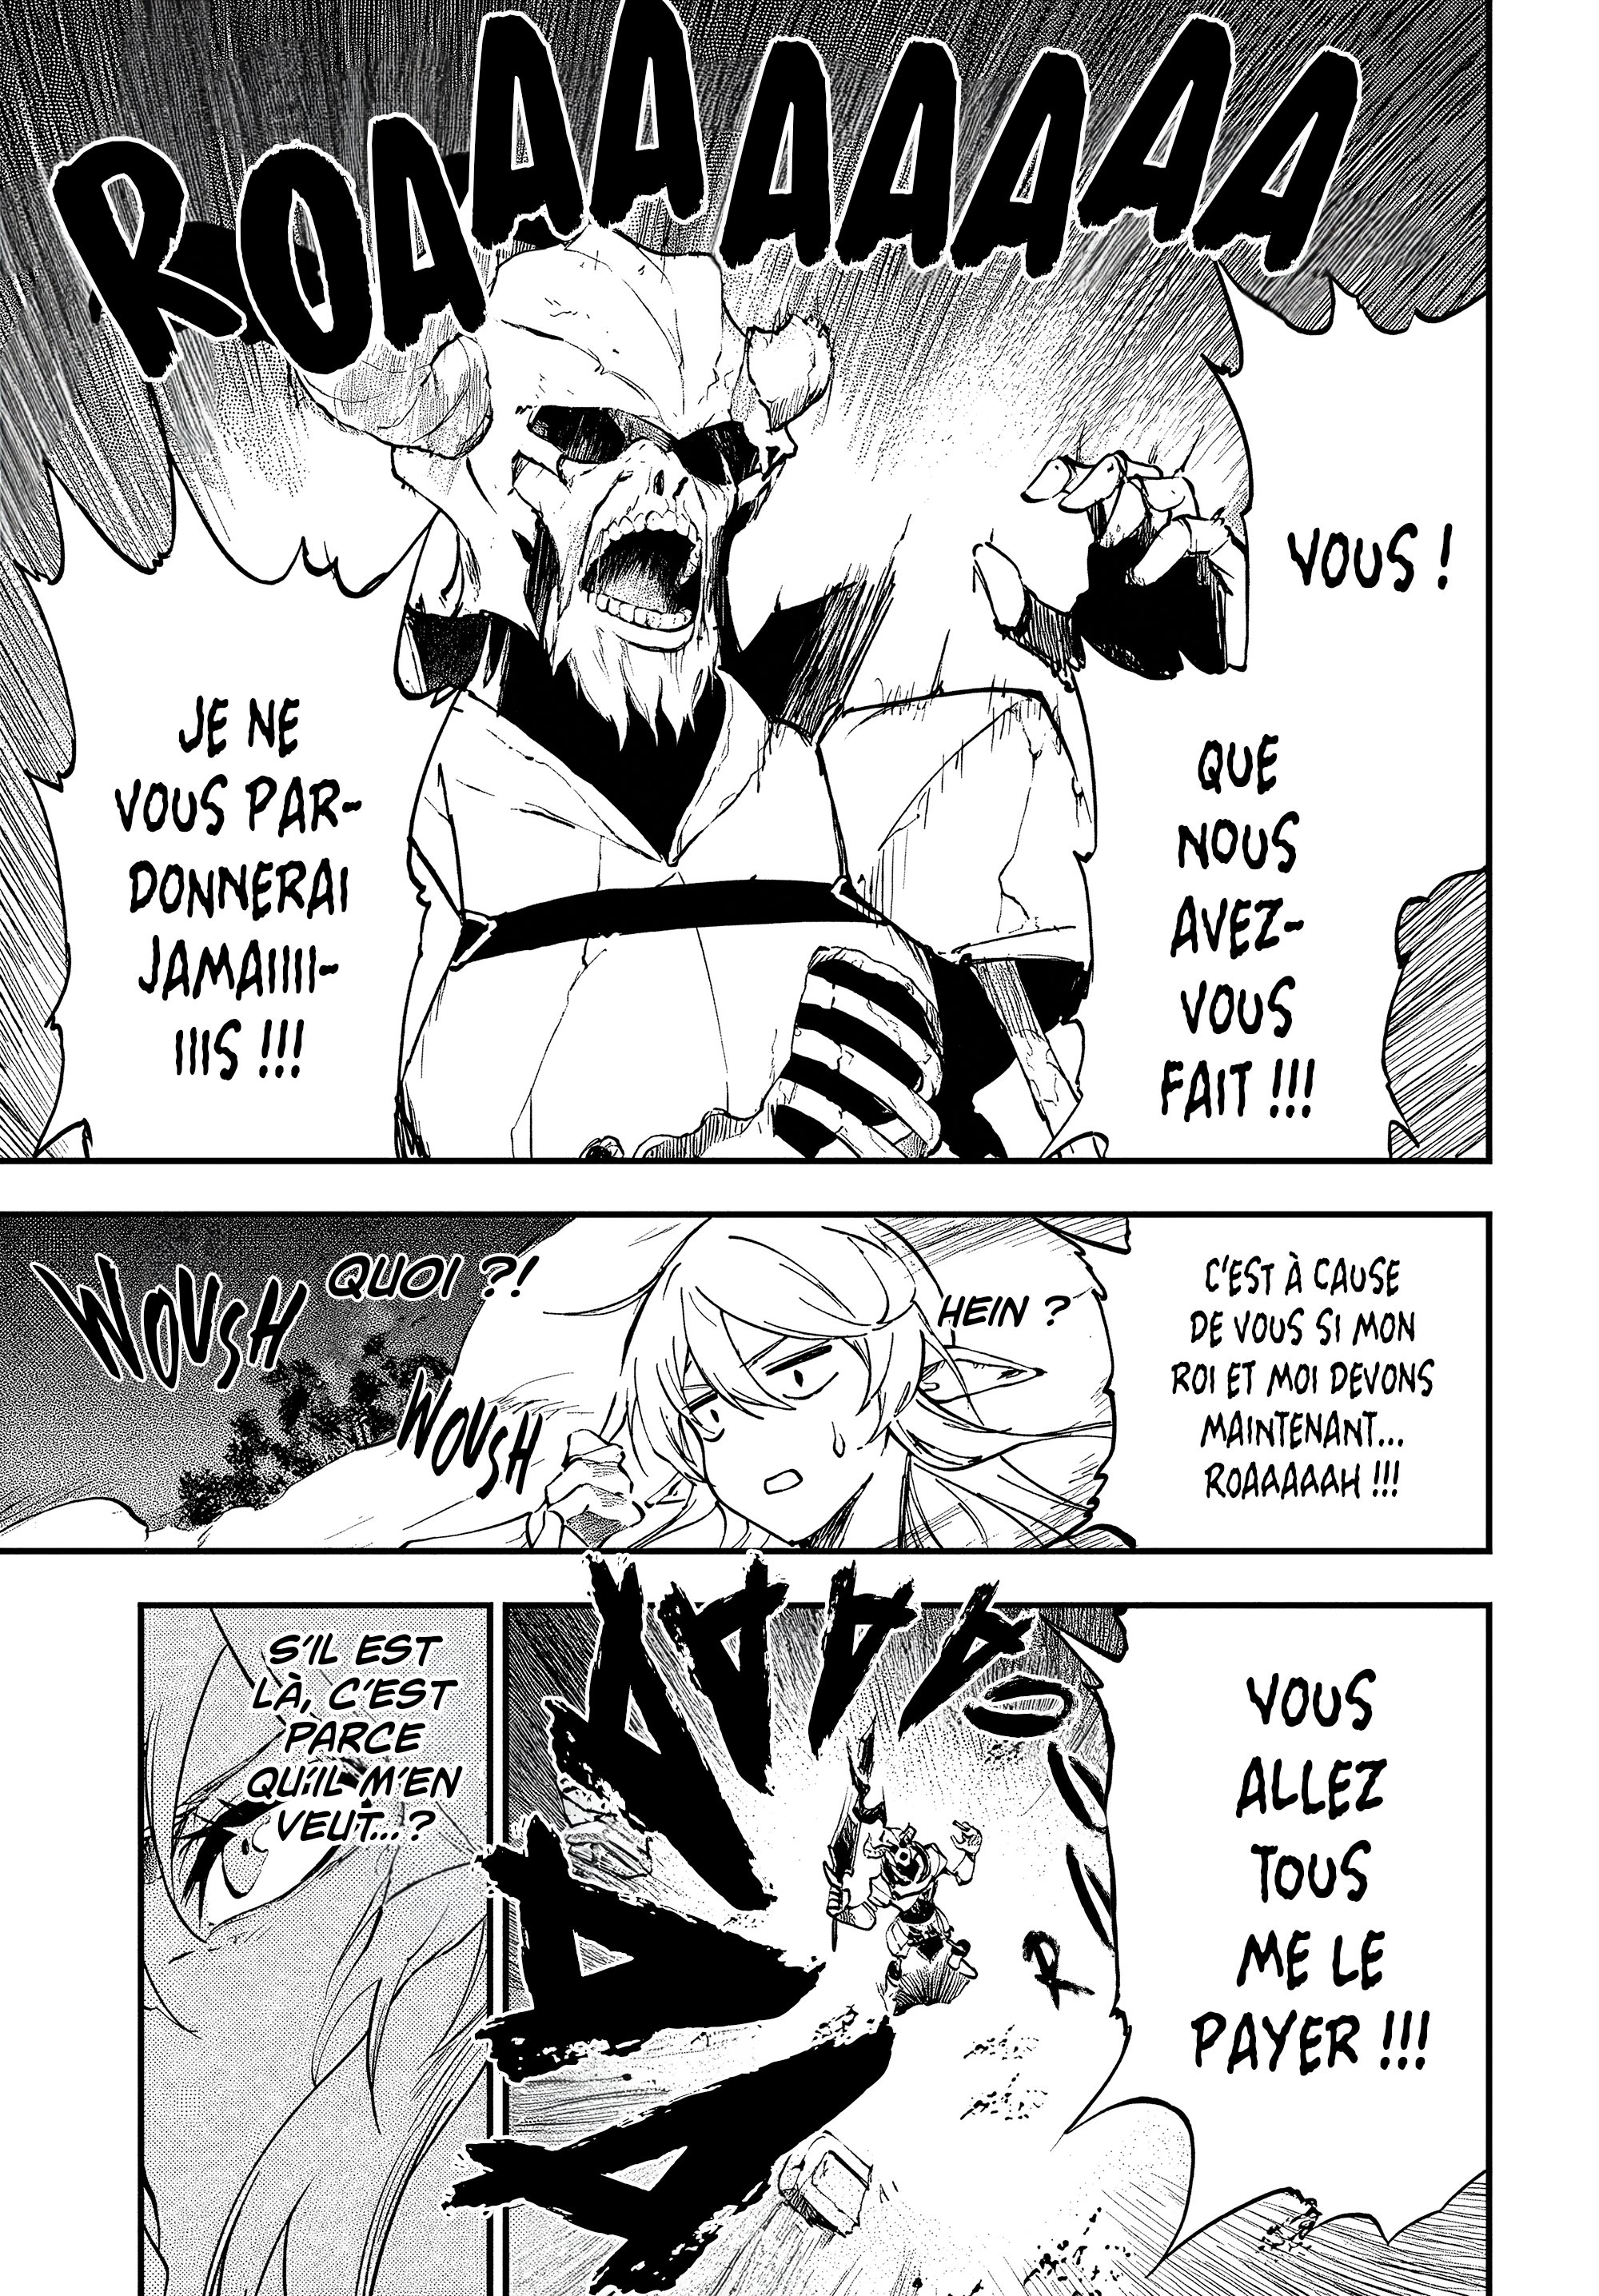 ROAAAAAAAAA
VOUS !
QUE
NOUS
AVEZ-
VOUS
FAIT !!!
JE NE
VOUS PAR-
DONNERAI
JAMAIIII-
IIIS !!!
C'EST À CAUSE
DE VOUS SI MON
ROI ET MOI DEVONS
MAINTENANT...
ROAAAAAH !!!
HEIN ?
QUOI ?!
WOUSH
WOUSH
VOUS
ALLEZ
TOUS
ME LE
PAYER !!!
ROOOAAAAAAA
S'IL EST
LÀ, C'EST
PARCE
QU'IL M'EN
VEUT...?